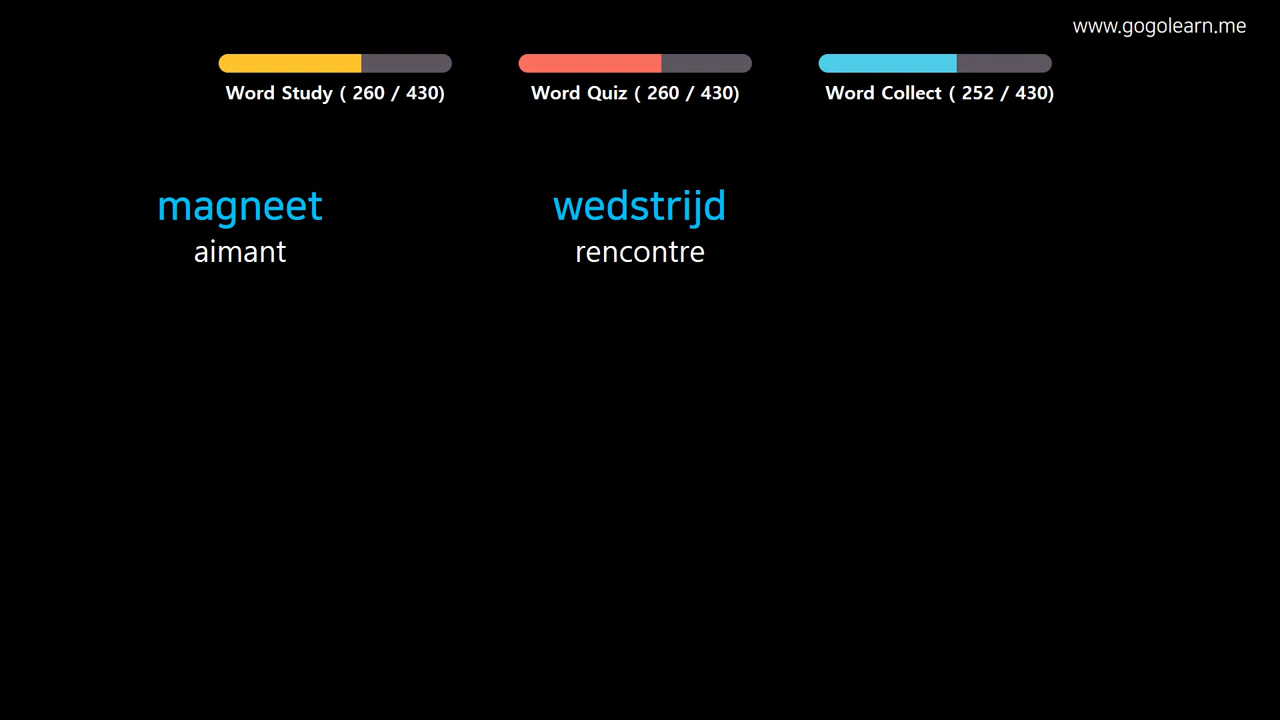 www.gogolearn.me
Word Study ( 260 / 430)
Word Quiz ( 260 / 430)
Word Collect ( 252 / 430)
magneet
aimant
wedstrijd
rencontre